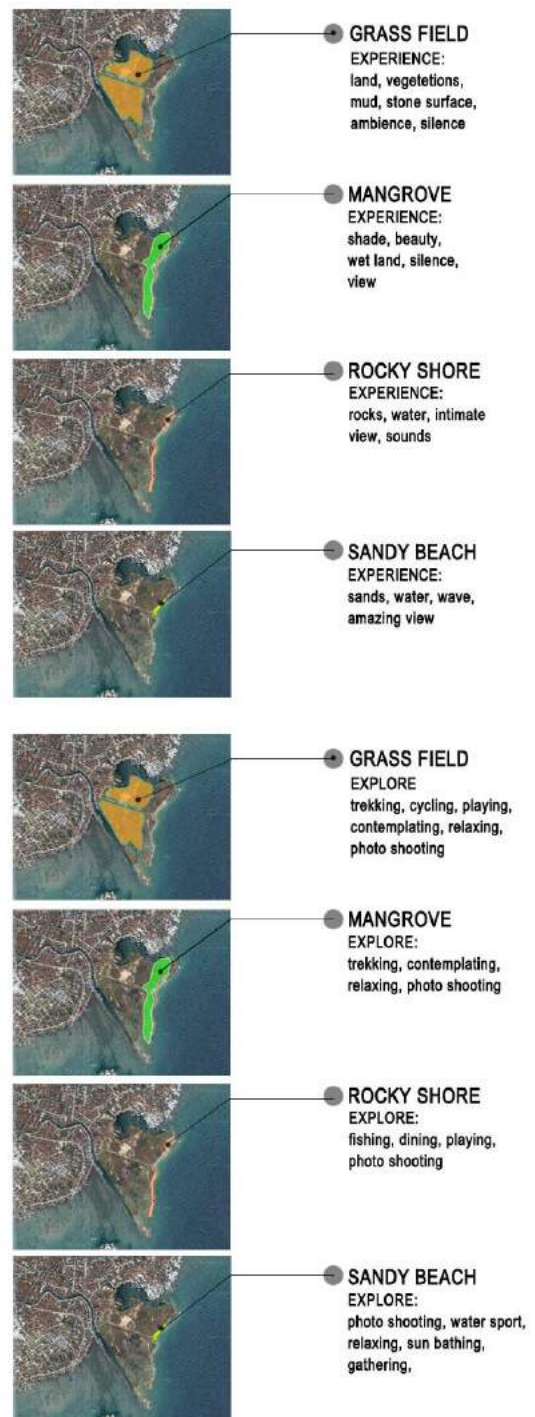 GRASS FIELD
EXPERIENCE:
land, vegetetions,
mud, stone surface,
ambience, silence
MANGROVE
EXPERIENCE:
shade, beauty,
wet land, silence,
view
ROCKY SHORE
EXPERIENCE:
rocks, water, intimate
view, sounds
SANDY BEACH
EXPERIENCE:
sands, water, wave,
amazing view
GRASS FIELD
EXPLORE
trekking, cycling, playing,
contemplating, relaxing,
photo shooting
MANGROVE
EXPLORE:
trekking, contemplating,
relaxing, photo shooting
ROCKY SHORE
EXPLORE:
fishing, dining, playing,
photo shooting
SANDY BEACH
EXPLORE:
photo shooting, water sport,
relaxing, sun bathing,
gathering,